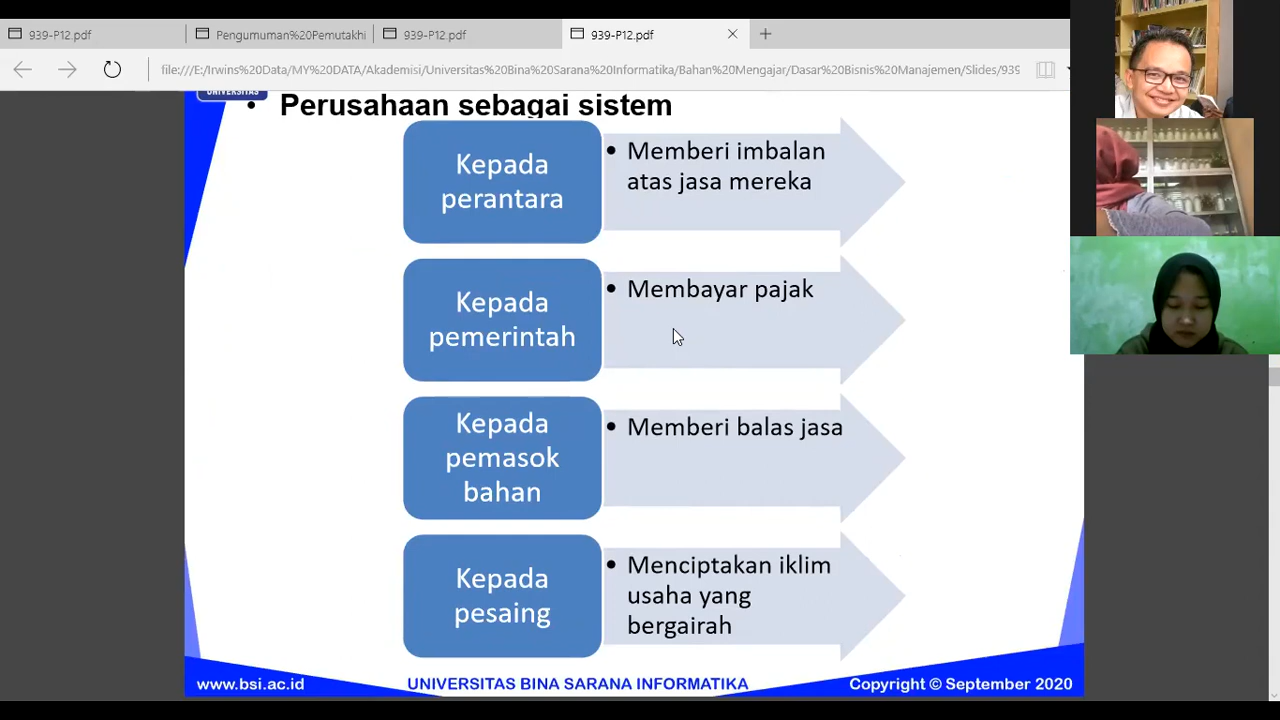 939-P12.pdf
Pengumuman%20Pemutakhi
939-P12.pdf
939-P12.pdf
file:///E:/Irwins%20Data/MY%20DATA/Akademisi/Universitas%20Bina%20Sarana%20Informatika/Bahan%20Mengajar/Dasar%20Bisnis%20Manajemen/Slides/939
UNIVERSITAS
• Perusahaan sebagai sistem
Kepada
perantara
• Memberi imbalan
atas jasa mereka
Kepada
pemerintah
• Membayar pajak
Kepada
pemasok
bahan
• Memberi balas jasa
Kepada
pesaing
• Menciptakan iklim
usaha yang
bergairah
www.bsi.ac.id
UNIVERSITAS BINA SARANA INFORMATIKA
Copyright © September 2020